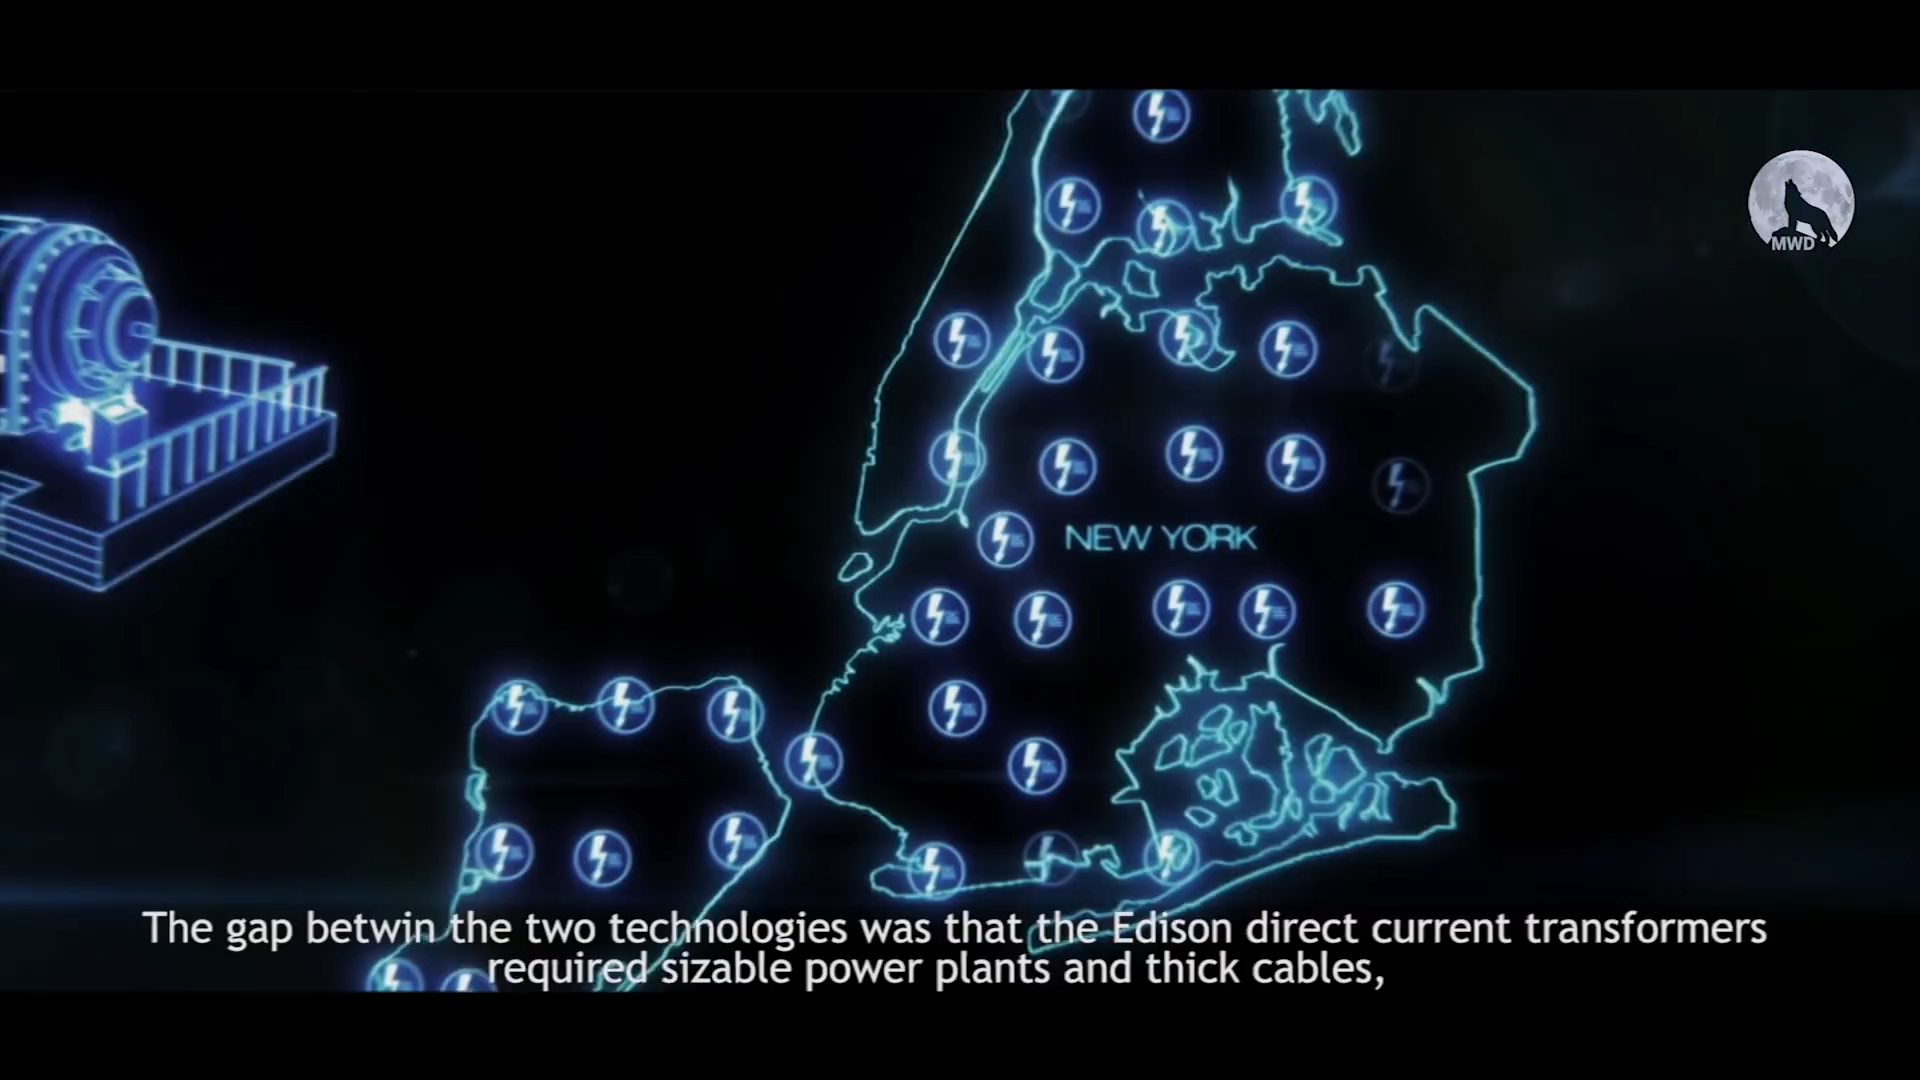 MWD
NEW YORK
The gap betwin the two technologies was that the Edison direct current transformers
required sizable power plants and thick cables,